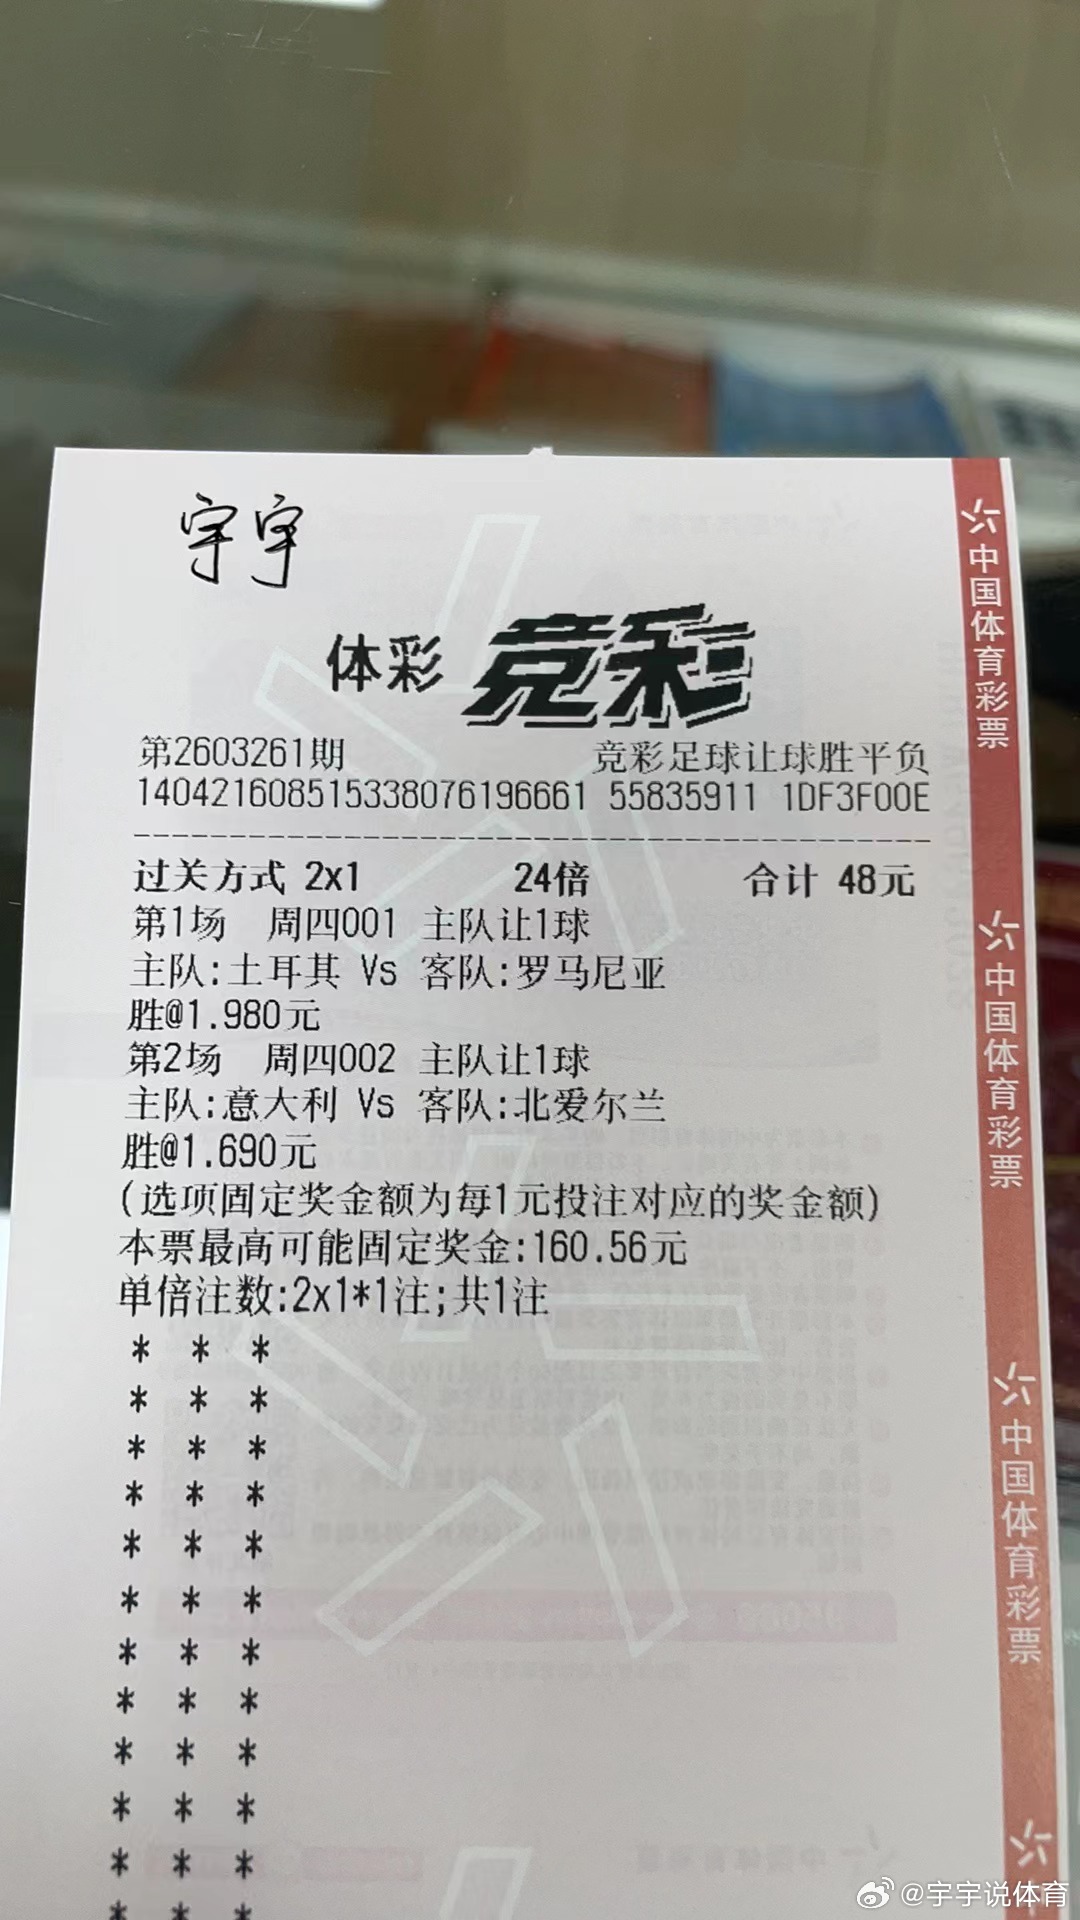 宇宇
体彩 竞彩
第2603261期 竞彩足球让球胜平负
140421608515338076196661 55835911 1DF3F00E
过关方式 2x1 24倍 合计 48元
第1场 周四001 主队让1球
主队:土耳其 Vs 客队:罗马尼亚
胜@1.980元
第2场 周四002 主队让1球
主队:意大利 Vs 客队:北爱尔兰
胜@1.690元
(选项固定奖金额为每1元投注对应的奖金额)
本票最高可能固定奖金:160.56元
单倍注数:2x1*1注;共1注
* * *
* * *
* * *
* * *
* * *
* * *
* * *
* * *
* * *
* * *
* * *
* * *
中国体育彩票
中国体育彩票
中国体育彩票
@宇宇说体育